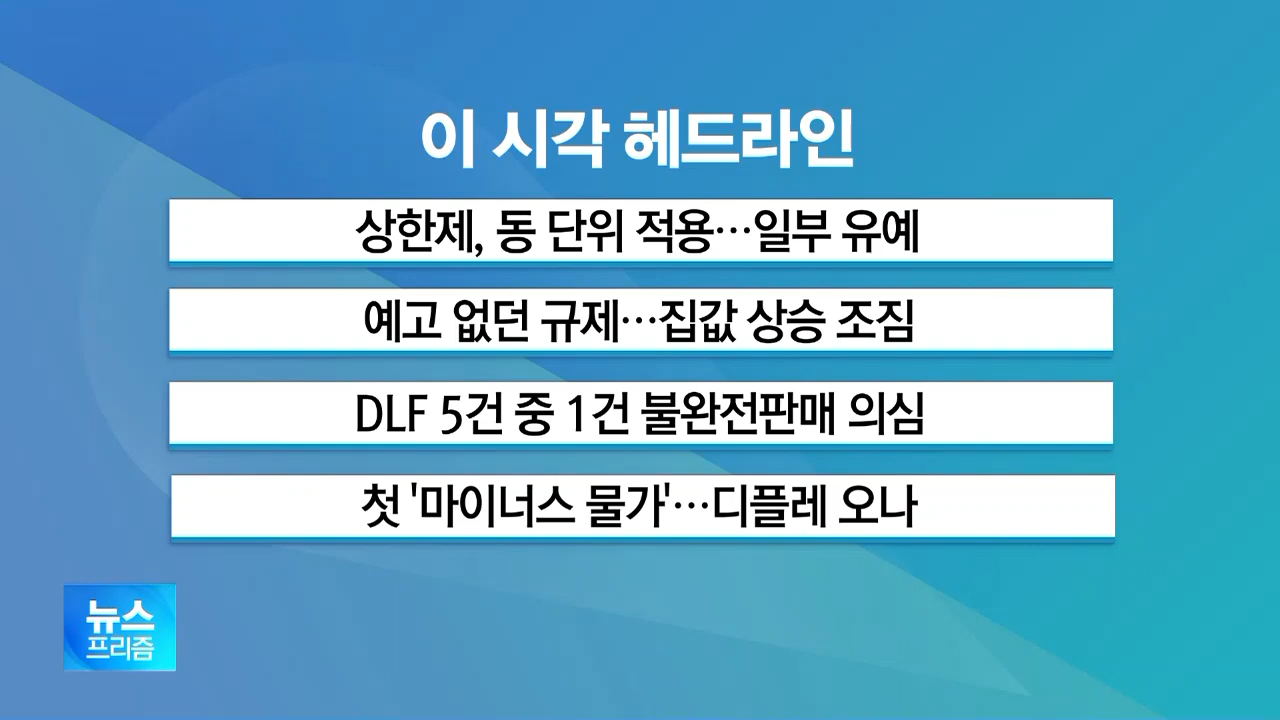 이 시각 헤드라인
상한제, 동 단위 적용…일부 유예
예고 없던 규제…집값 상승 조짐
DLF 5건 중 1건 불완전판매 의심
첫 '마이너스 물가'…디플레 오나
뉴스
프리즘